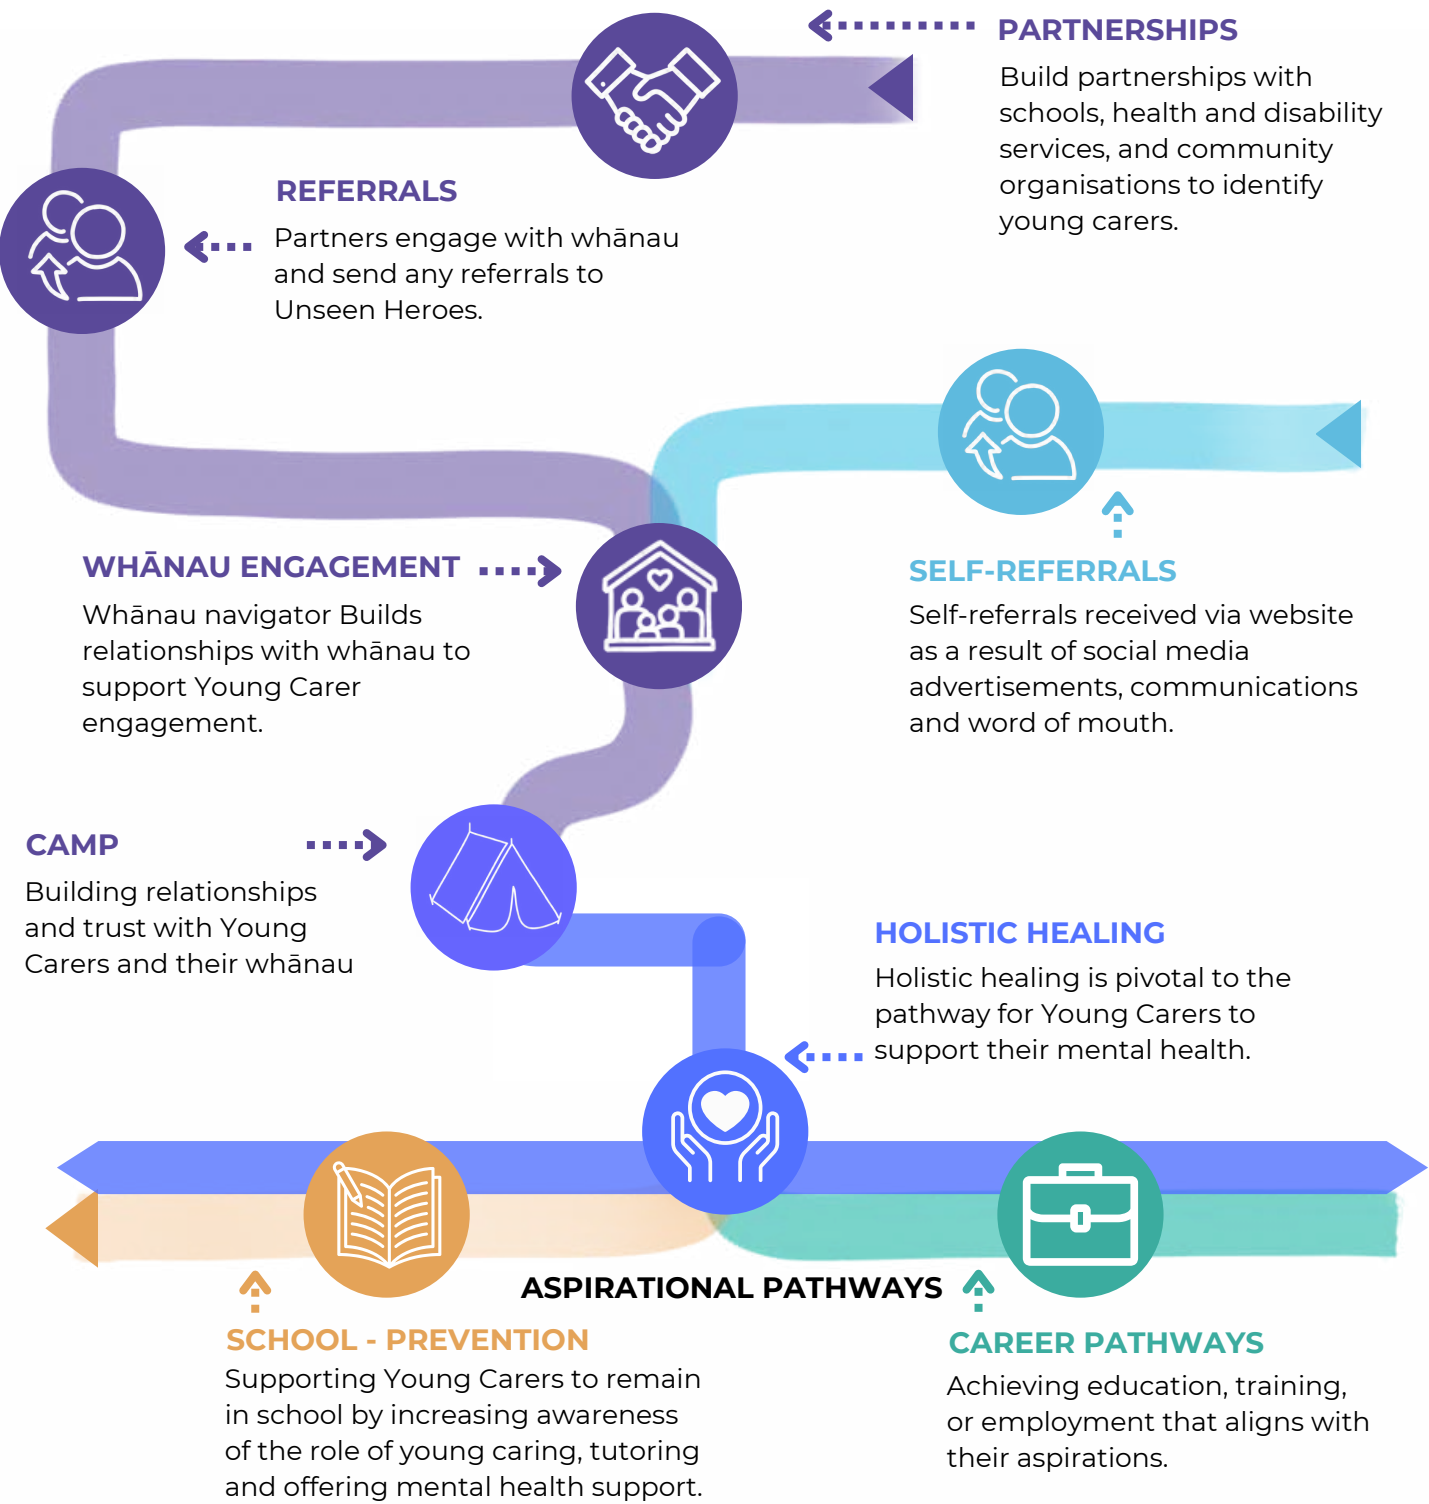 PARTNERSHIPS
Build partnerships with
schools, health and disability
services, and community
organisations to identify
young carers.
REFERRALS
Partners engage with whānau
and send any referrals to
Unseen Heroes.
WHĀNAU ENGAGEMENT
Whānau navigator Builds
relationships with whānau to
support Young Carer
engagement.
SELF-REFERRALS
Self-referrals received via website
as a result of social media
advertisements, communications
and word of mouth.
CAMP
Building relationships
and trust with Young
Carers and their whānau
HOLISTIC HEALING
Holistic healing is pivotal to the
pathway for Young Carers to
support their mental health.
ASPIRATIONAL PATHWAYS
SCHOOL - PREVENTION
Supporting Young Carers to remain
in school by increasing awareness
of the role of young caring, tutoring
and offering mental health support.
CAREER PATHWAYS
Achieving education, training,
or employment that aligns with
their aspirations.